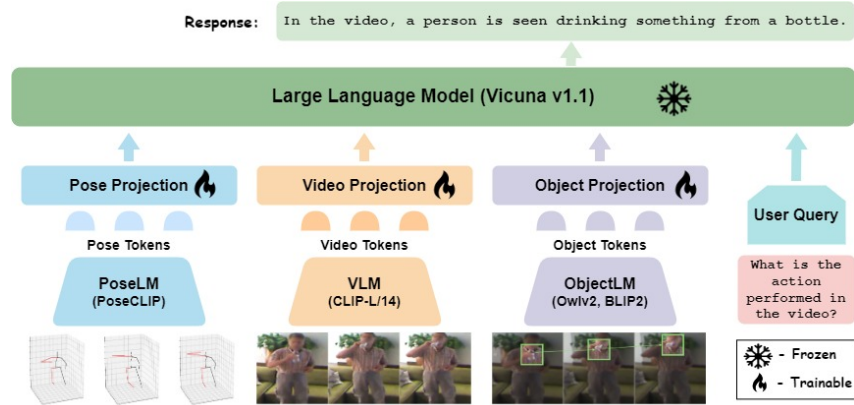 Response:
In the video, a person is seen drinking something from a bottle.
Large Language Model (Vicuna v1.1)
Pose Projection
Video Projection
Object Projection
User Query
Pose Tokens
Video Tokens
Object Tokens
PoseLM
(PoseCLIP)
VLM
(CLIP-L/14)
ObjectLM
(Owlv2, BLIP2)
What is the
action
performed in
the video?
- Frozen
- Trainable